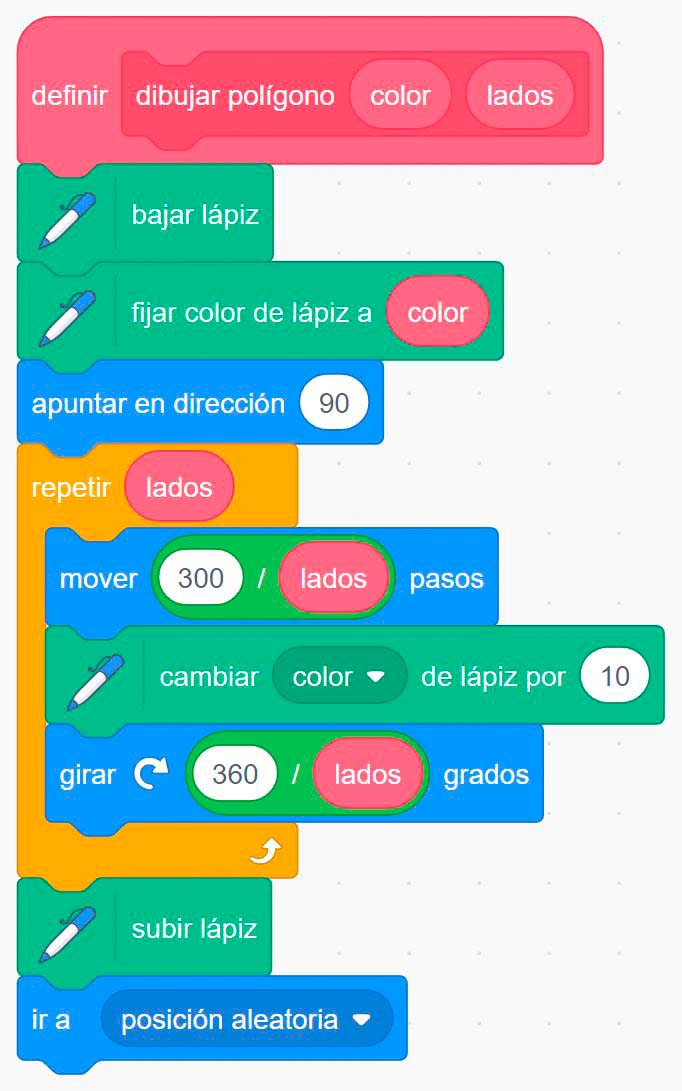 definir dibujar polígono color lados
bajar lápiz
fijar color de lápiz a color
apuntar en dirección 90
repetir lados
mover 300 / lados pasos
cambiar color de lápiz por 10
girar 360 / lados grados
subir lápiz
ir a posición aleatoria